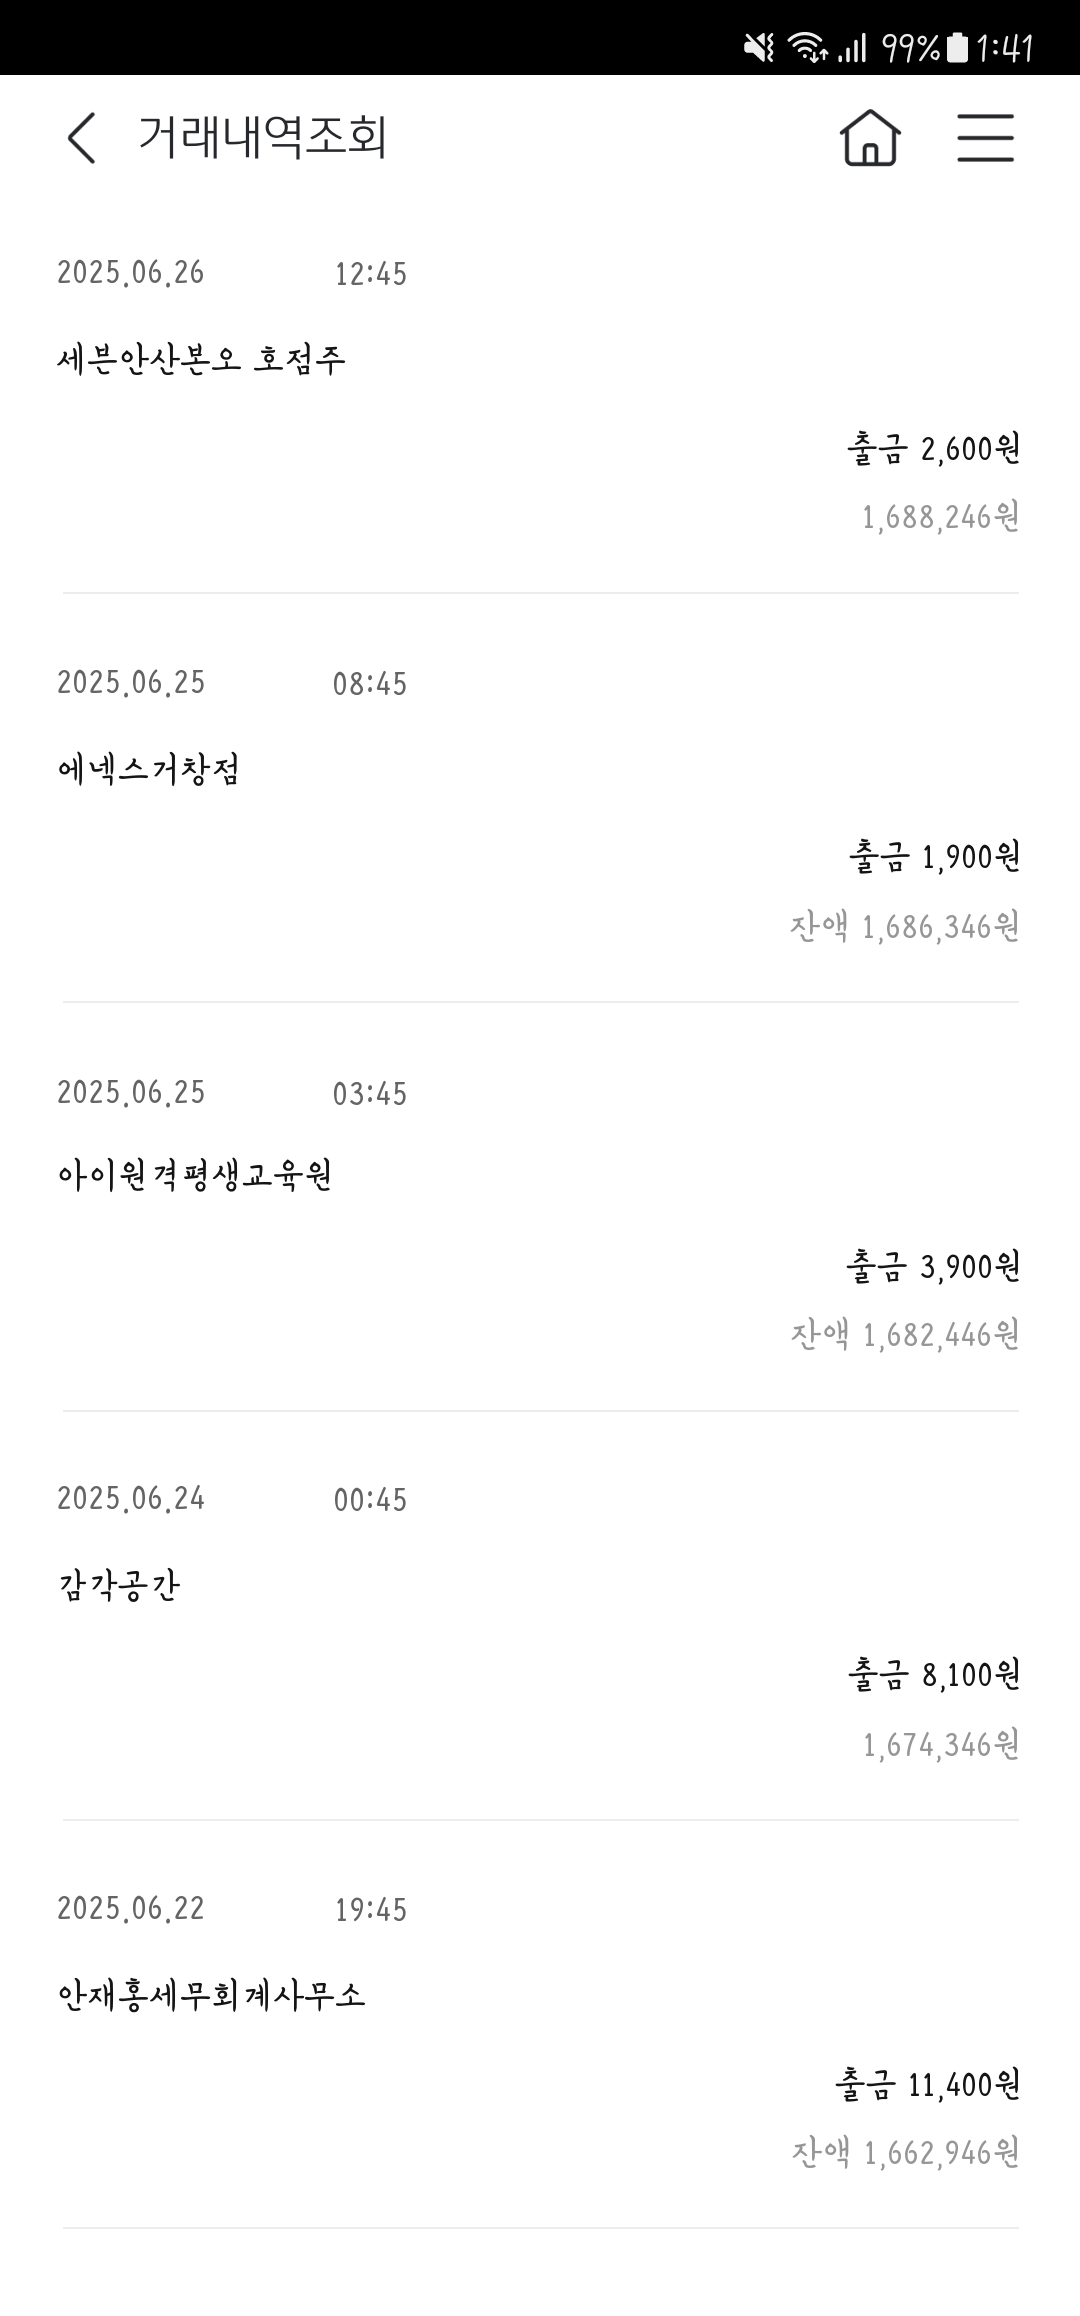 99% 1:41
거래내역조회
2025.06.26 12:45
세븐안산본오 호점주
출금 2,600원
1,688,246원
2025.06.25 08:45
에넥스거창점
출금 1,900원
잔액 1,686,346원
2025.06.25 03:45
아이원격평생교육원
출금 3,900원
잔액 1,682,446원
2025.06.24 00:45
감각공간
출금 8,100원
1,674,346원
2025.06.22 19:45
안재홍세무회계사무소
출금 11,400원
잔액 1,662,946원